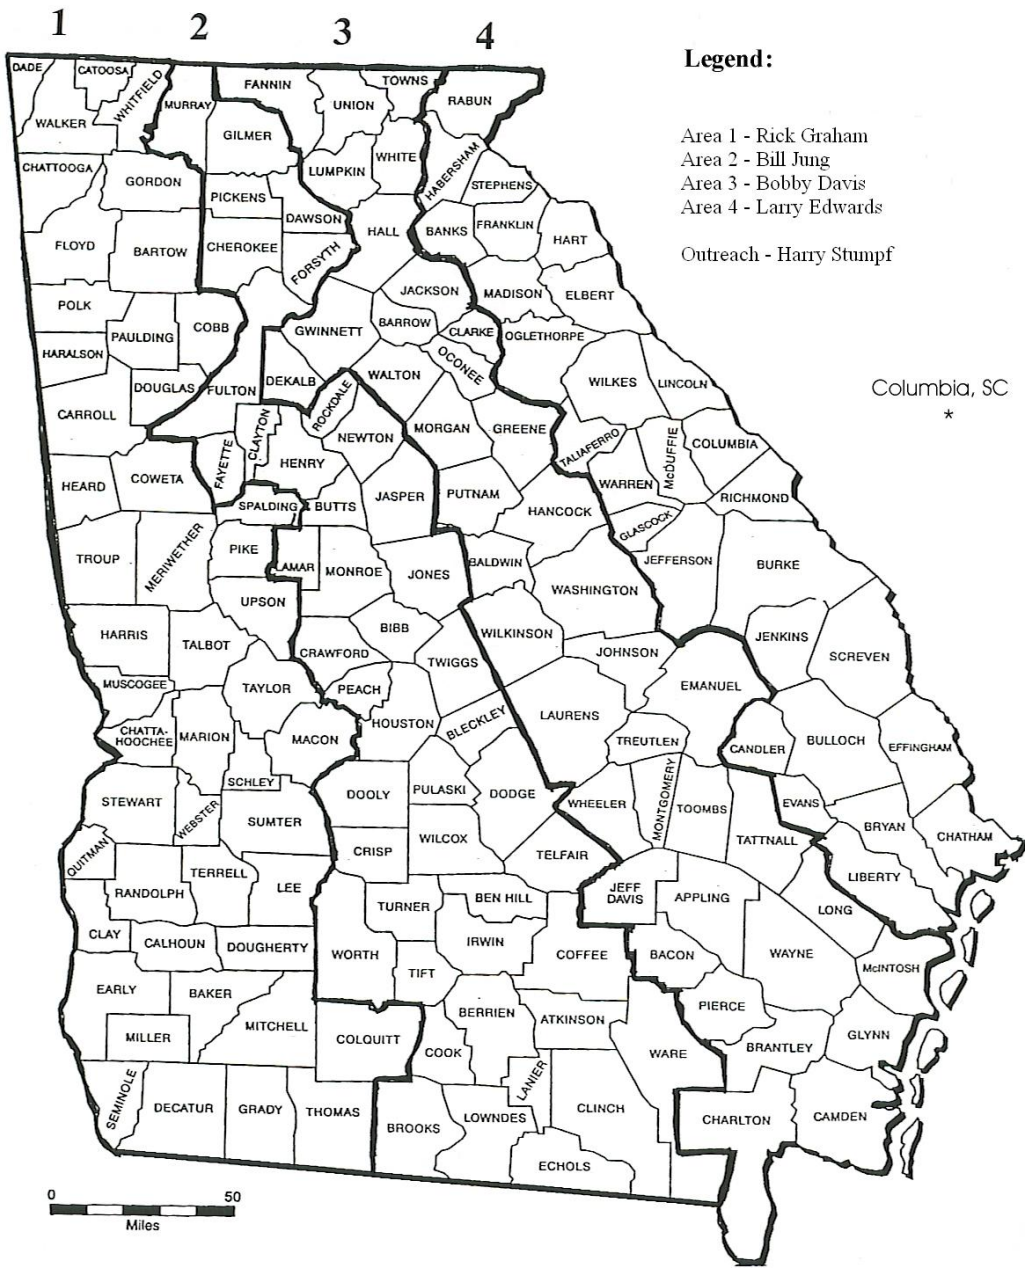 1
2
3
4
Legend:
Area 1 - Rick Graham
Area 2 - Bill Jung
Area 3 - Bobby Davis
Area 4 - Larry Edwards
Outreach - Harry Stumpf
Columbia, SC
*
DADE
CATOOSA
WHITFIELD
MURRAY
FANNIN
UNION
TOWNS
RABUN
WALKER
GILMER
CHATTOOGA
GORDON
PICKENS
LUMPKIN
WHITE
HABERSHAM
STEPHENS
DAWSON
FLOYD
BARTOW
CHEROKEE
FORSYTH
HALL
BANKS
FRANKLIN
HART
POLK
JACKSON
MADISON
ELBERT
PAULDING
COBB
GWINNETT
BARROW
CLARKE
OGLETHORPE
HARALSON
OCONEE
DOUGLAS
FULTON
DEKALB
ROCKDALE
WALTON
WILKES
LINCOLN
CARROLL
CLAYTON
NEWTON
MORGAN
GREENE
TALIAFERRO
McDUFFIE
COLUMBIA
FAYETTE
HENRY
HEARD
COWETA
WARREN
RICHMOND
SPALDING
BUTTS
JASPER
PUTNAM
HANCOCK
GLASCOCK
TROUP
MERIWETHER
PIKE
LAMAR
MONROE
JONES
BALDWIN
WASHINGTON
JEFFERSON
BURKE
UPSON
HARRIS
TALBOT
CRAWFORD
BIBB
TWIGGS
WILKINSON
JOHNSON
JENKINS
SCREVEN
MUSCOGEE
TAYLOR
PEACH
EMANUEL
CHATTA-
HOOCHEE
MARION
MACON
HOUSTON
BLECKLEY
LAURENS
TREUTLEN
CANDLER
BULLOCH
EFFINGHAM
STEWART
WEBSTER
SCHLEY
SUMTER
DOOLY
PULASKI
DODGE
WHEELER
MONTGOMERY
TOOMBS
EVANS
BRYAN
CHATHAM
QUITMAN
TATTNALL
RANDOLPH
TERRELL
LEE
CRISP
WILCOX
TELFAIR
LIBERTY
TURNER
BEN HILL
JEFF
DAVIS
APPLING
LONG
CLAY
CALHOUN
DOUGHERTY
WORTH
TIFT
IRWIN
COFFEE
BACON
WAYNE
McINTOSH
EARLY
BAKER
MITCHELL
MILLER
COLQUITT
BERRIEN
COOK
ATKINSON
WARE
PIERCE
BRANTLEY
GLYNN
SEMINOLE
DECATUR
GRADY
THOMAS
BROOKS
LOWNDES
LANIER
CLINCH
ECHOLS
CHARLTON
CAMDEN
0
50
Miles